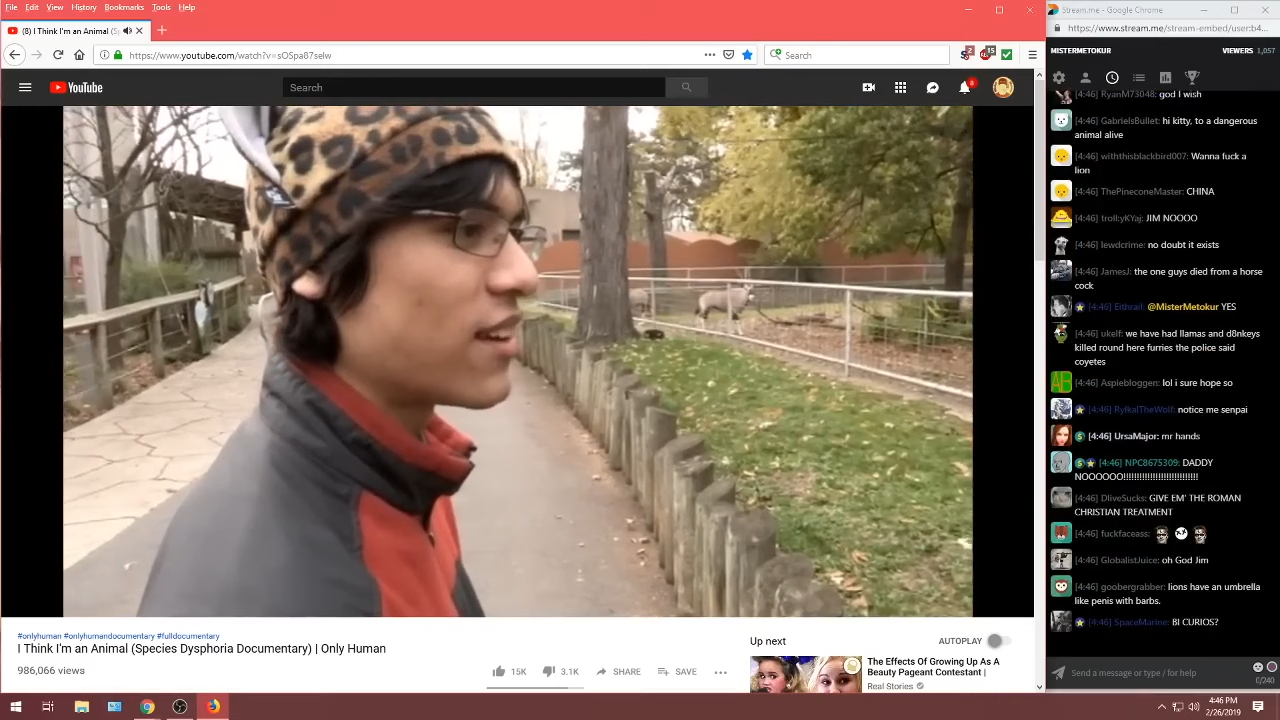 File Edit View History Bookmarks Tools Help
(8) I Think I'm an Animal (S
https://www.youtube.com/watch?v=sOSpa87selw
Search
2
15
YouTube
Search
8
#onlyhuman #onlyhumandocumentary #fulldocumentary
I Think I'm an Animal (Species Dysphoria Documentary) | Only Human
986,066 views
15K
3.1K
SHARE
SAVE
Up next
AUTOPLAY
The Effects Of Growing Up As A
Beauty Pageant Contestant |
Real Stories
Stream.me - Google Chrome
https://www.stream.me/stream-embed/user:b4...
MISTERMETOKUR
VIEWERS 1,057
[4:46] RyanM73048: god I wish
[4:46] GabrielsBullet: hi kitty, to a dangerous
animal alive
[4:46] withthisblackbird007: Wanna fuck a
lion
[4:46] ThePineconeMaster: CHINA
[4:46] troll:yKYaj: JIM NOOOO
[4:46] lewdcrime: no doubt it exists
[4:46] JamesJ: the one guys died from a horse
cock
[4:46] Eithrail: @MisterMetokur YES
[4:46] ukelf: we have had llamas and d8nkeys
killed round here furries the police said
coyetes
[4:46] Aspiebloggen: lol i sure hope so
[4:46] RylkalTheWolf: notice me senpai
[4:46] UrsaMajor: mr hands
[4:46] NPC8675309: DADDY
NOOOOOO!!!!!!!!!!!!!!!!!!!!!!!!!!!
[4:46] DliveSucks: GIVE EM' THE ROMAN
CHRISTIAN TREATMENT
[4:46] fuckfaceass:
[4:46] GlobalistJuice: oh God Jim
[4:46] goobergrabber: lions have an umbrella
like penis with barbs.
[4:46] SpaceMarine: BI CURIOS?
Send a message or type / for help
0/240
4:46 PM
2/26/2019